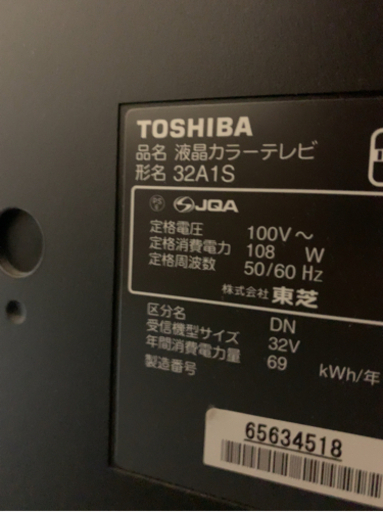 TOSHIBA
品名 液晶カラーテレビ
形名 32A1S
JQA
定格電圧 100V～
定格消費電力 108 W
定格周波数 50/60 Hz
株式会社 東芝
区分名 DN
受信機型サイズ 32V
年間消費電力量 69 kWh/年
製造番号
65634518